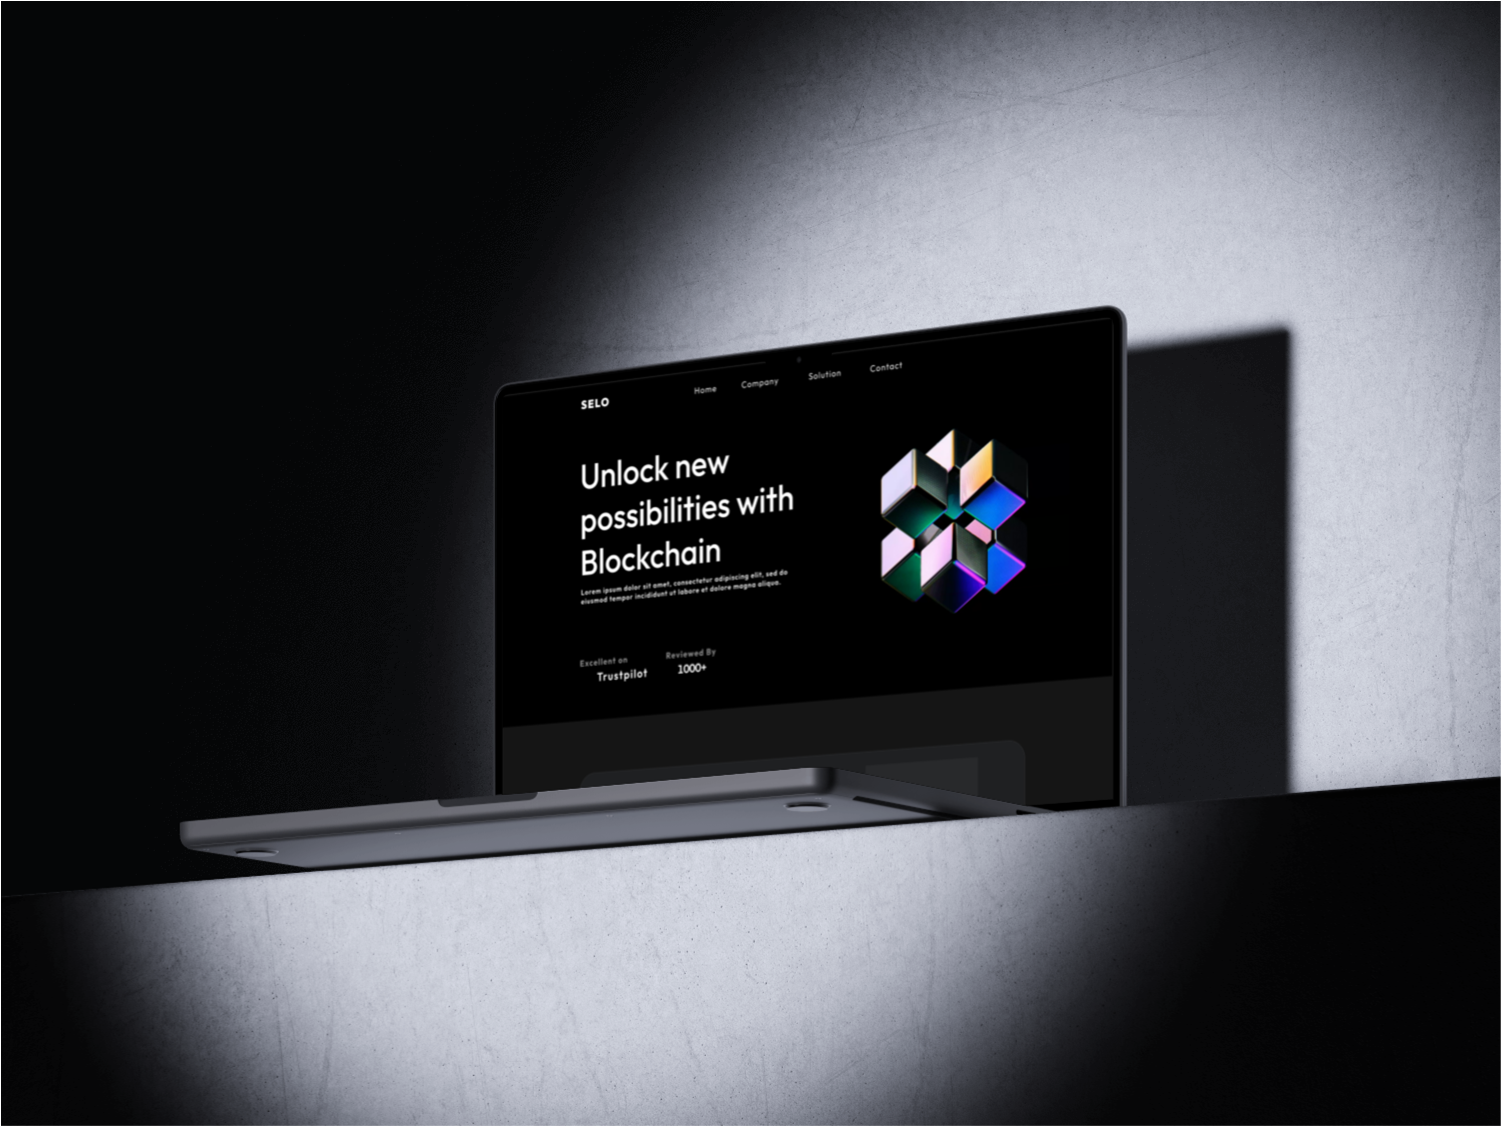 SELO
Home Company Solution Contact
Unlock new
possibilities with
Blockchain
Lorem ipsum dolor sit amet, consectetur adipiscing elit, sed do
eiusmod tempor incididunt ut labore et dolore magna aliqua.
Excellent on
Trustpilot
Reviewed By
1000+